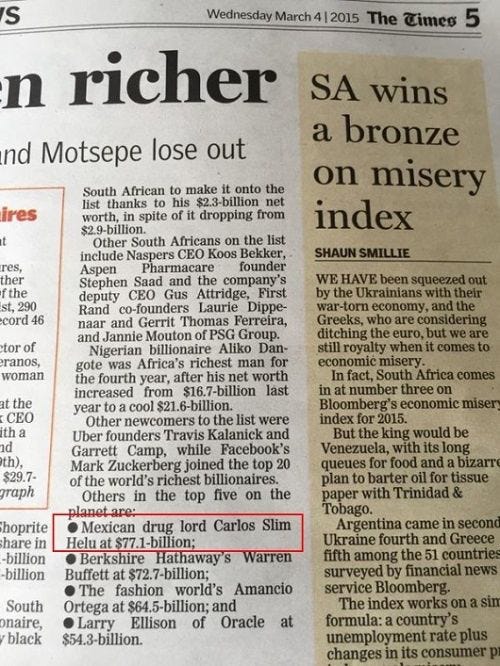 /S
Wednesday March 4 | 2015 The Times 5
en richer
and Motsepe lose out
ires
at
res,
ther
f the
st, 290
ecord 46
ctor of
eranos,
woman
at the
CEO
ith a
nd
9th),
$29.7-
graph
Shoprite
share in
-billion
-billion
South
onaire,
y black
South African to make it onto the
list thanks to his $2.3-billion net
worth, in spite of it dropping from
$2.9-billion.
Other South Africans on the list
include Naspers CEO Koos Bekker,
Aspen Pharmacare founder
Stephen Saad and the company's
deputy CEO Gus Attridge, First
Rand co-founders Laurie Dippe-
naar and Gerrit Thomas Ferreira,
and Jannie Mouton of PSG Group.
Nigerian billionaire Aliko Dan-
gote was Africa's richest man for
the fourth year, after his net worth
increased from $16.7-billion last
year to a cool $21.6-billion.
Other newcomers to the list were
Uber founders Travis Kalanick and
Garrett Camp, while Facebook's
Mark Zuckerberg joined the top 20
of the world's richest billionaires.
Others in the top five on the
planet are:
● Mexican drug lord Carlos Slim
Helu at $77.1-billion;
● Berkshire Hathaway's Warren
Buffett at $72.7-billion;
● The fashion world's Amancio
Ortega at $64.5-billion; and
● Larry Ellison of Oracle at
$54.3-billion.
SA wins
a bronze
on misery
index
SHAUN SMILLIE
WE HAVE been squeezed out
by the Ukrainians with their
war-torn economy, and the
Greeks, who are considering
ditching the euro, but we are
still royalty when it comes to
economic misery.
In fact, South Africa comes
in at number three on
Bloomberg's economic misery
index for 2015.
But the king would be
Venezuela, with its long
queues for food and a bizarre
plan to barter oil for tissue
paper with Trinidad &
Tobago.
Argentina came in second
Ukraine fourth and Greece
fifth among the 51 countries
surveyed by financial news
service Bloomberg.
The index works on a sim
formula: a country's
unemployment rate plus
changes in its consumer p